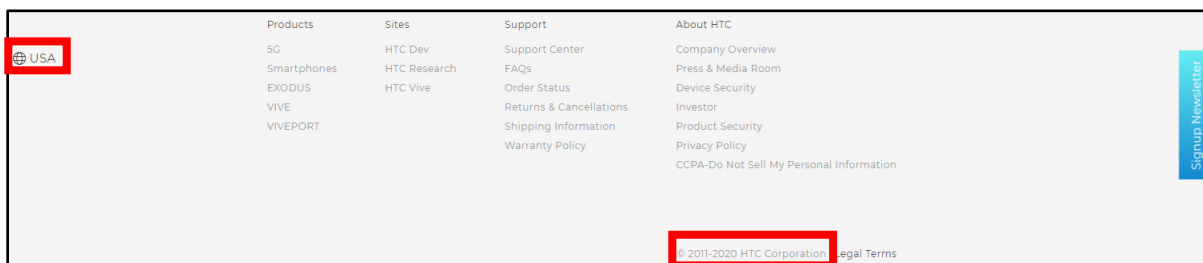 USA
Products
5G
Smartphones
EXODUS
VIVE
VIVEPORT
Sites
HTC Dev
HTC Research
HTC Vive
Support
Support Center
FAQs
Order Status
Returns & Cancellations
Shipping Information
Warranty Policy
About HTC
Company Overview
Press & Media Room
Device Security
Investor
Product Security
Privacy Policy
CCPA-Do Not Sell My Personal Information
© 2011-2020 HTC Corporation Legal Terms
Signup Newsletter